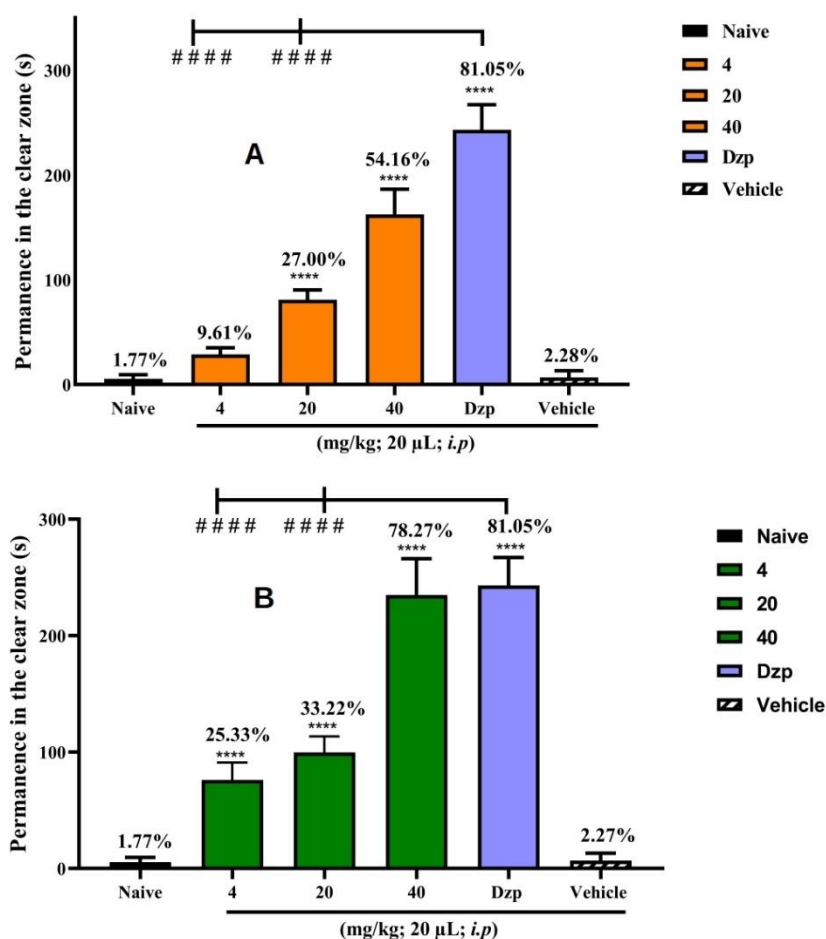 Permanence in the clear zone (s)
300
200
100
0
####
####
A
1.77%
9.61%
27.00%
****
54.16%
****
81.05%
****
2.28%
Naive
4
20
40
Dzp
Vehicle
(mg/kg; 20 µL; i.p)
Naive
4
20
40
Dzp
Vehicle
Permanence in the clear zone (s)
300
200
100
0
####
####
B
1.77%
25.33%
****
33.22%
****
78.27%
****
81.05%
****
2.27%
Naive
4
20
40
Dzp
Vehicle
(mg/kg; 20 µL; i.p)
Naive
4
20
40
Dzp
Vehicle